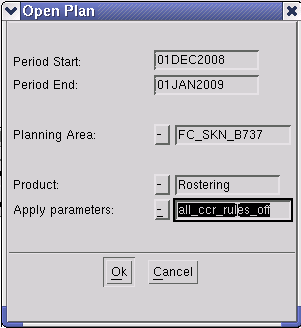 Open Plan
Period Start: 01DEC2008
Period End: 01JAN2009
Planning Area: - FC_SKN_B737
Product: - Rostering
Apply parameters: - all_ccr_rules_off
Ok Cancel